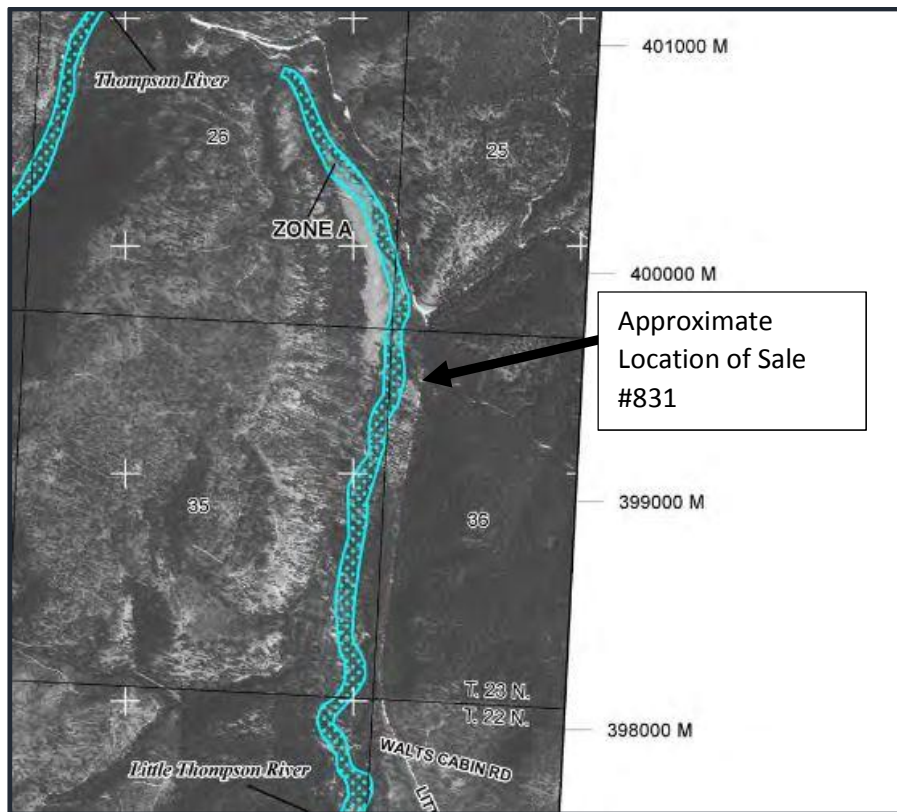 401000 M
Thompson River
26
25
ZONE A
400000 M
Approximate
Location of Sale
#831
35
36
399000 M
T. 23 N.
T. 22 N.
398000 M
WALTS CABIN RD
Little Thompson River
LIT